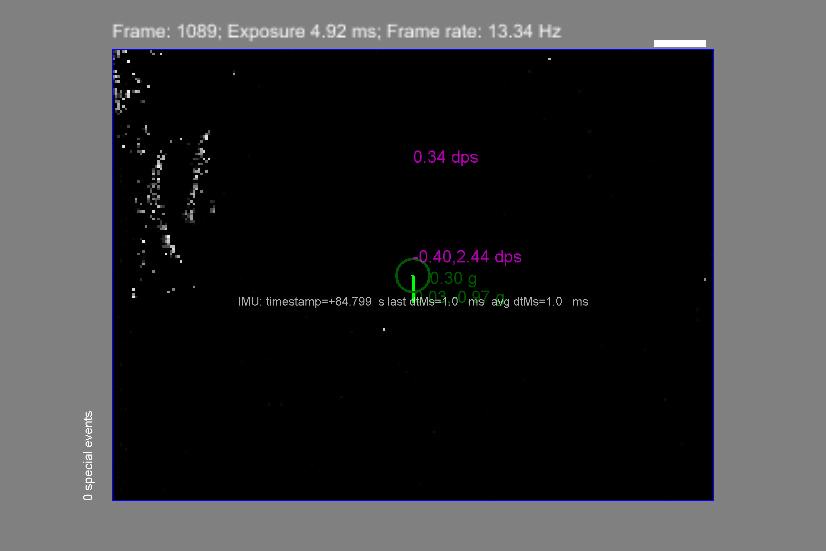 Frame: 1089; Exposure 4.92 ms; Frame rate: 13.34 Hz
0.34 dps
-0.40,2.44 dps
0.30 g
0.97 g
IMU: timestamp=+84.799 s last dtMs=1.0 ms avg dtMs=1.0 ms
0 special events